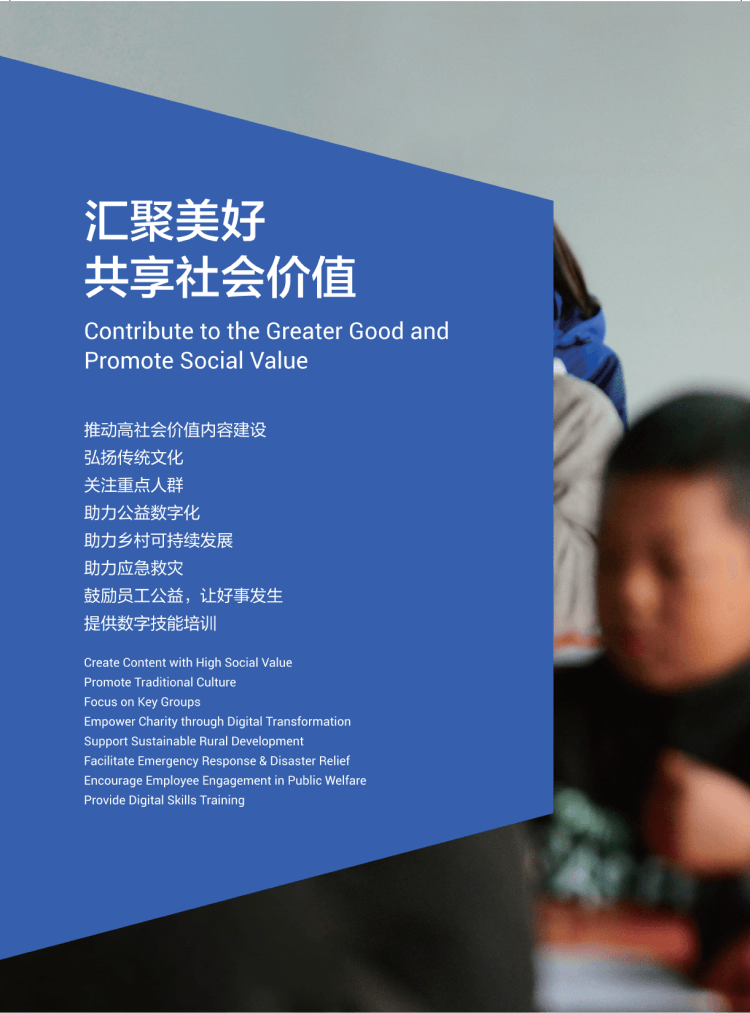 汇聚美好
共享社会价值
Contribute to the Greater Good and
Promote Social Value
推动高社会价值内容建设
弘扬传统文化
关注重点人群
助力公益数字化
助力乡村可持续发展
助力应急救灾
鼓励员工公益，让好事发生
提供数字技能培训
Create Content with High Social Value
Promote Traditional Culture
Focus on Key Groups
Empower Charity through Digital Transformation
Support Sustainable Rural Development
Facilitate Emergency Response & Disaster Relief
Encourage Employee Engagement in Public Welfare
Provide Digital Skills Training